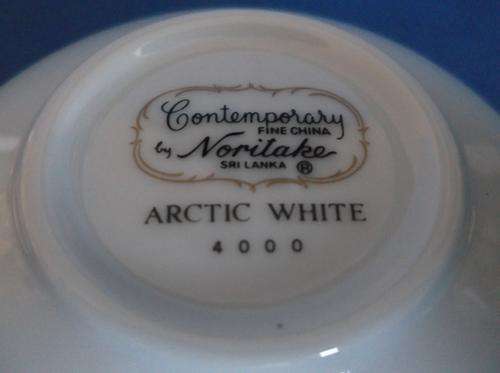 Contemporary
FINE CHINA
by Noritake
SRI LANKA ®
ARCTIC WHITE
4000